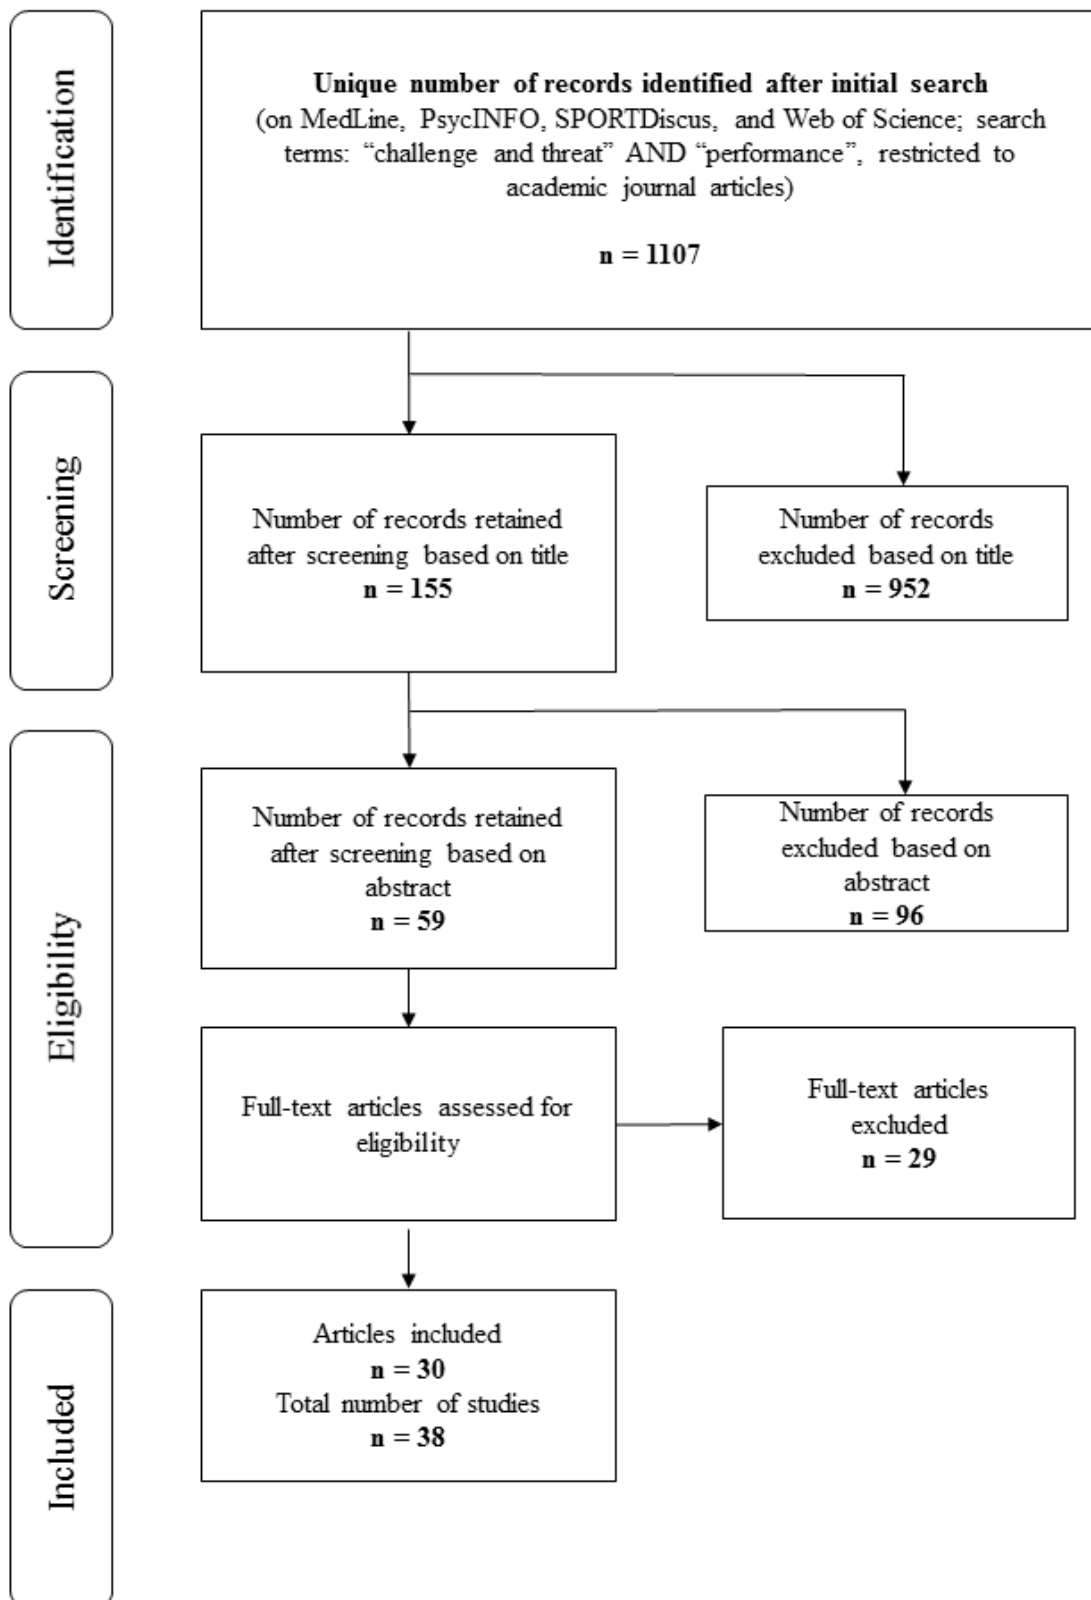 Identification
Unique number of records identified after initial search
(on MedLine, PsycINFO, SPORTDiscus, and Web of Science; search
terms: “challenge and threat” AND “performance”, restricted to
academic journal articles)
n = 1107
Screening
Number of records retained
after screening based on title
n = 155
Number of records
excluded based on title
n = 952
Eligibility
Number of records retained
after screening based on
abstract
n = 59
Number of records
excluded based on
abstract
n = 96
Full-text articles assessed for
eligibility
Full-text articles
excluded
n = 29
Included
Articles included
n = 30
Total number of studies
n = 38